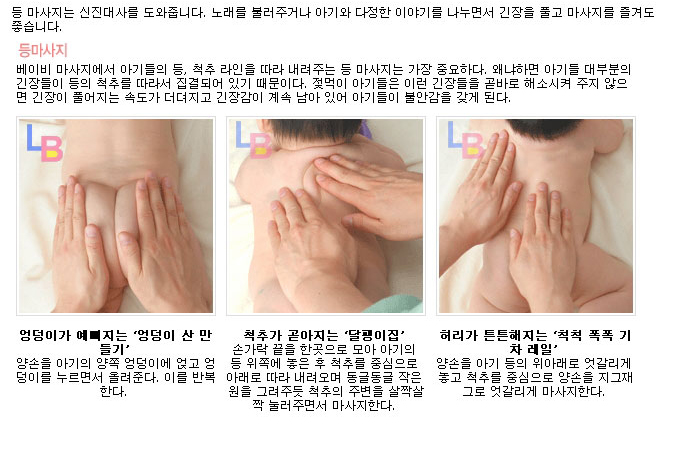 등 마사지는 신진대사를 도와줍니다. 노래를 불러주거나 아기와 다정한 이야기를 나누면서 긴장을 풀고 마사지를 즐겨도
좋습니다.
등마사지
베이비 마사지에서 아기들의 등, 척추 라인을 따라 내려주는 등 마사지는 가장 중요하다. 왜냐하면 아기들 대부분의
긴장들이 등의 척추를 따라서 집결되어 있기 때문이다. 젖먹이 아기들은 이런 긴장들을 곧바로 해소시켜 주지 않으
면 긴장이 풀어지는 속도가 더뎌지고 긴장감이 계속 남아 있어 아기들이 불안감을 갖게 된다.
LB
LB
LB
엉덩이가 예뻐지는 ‘엉덩이 산 만
들기’
양손을 아기의 양쪽 엉덩이에 얹고 엉
덩이를 누르면서 올려준다. 이를 반복
한다.
척추가 곧아지는 ‘달팽이집’
손가락 끝을 한곳으로 모아 아기의
등 위쪽에 놓은 후 척추를 중심으로
아래로 따라 내려오며 동글동글 작은
원을 그려주듯 척추의 주변을 살짝살
짝 눌러주면서 마사지한다.
허리가 튼튼해지는 ‘척척 폭폭 기
차 레일’
양손을 아기 등의 위아래로 엇갈리게
놓고 척추를 중심으로 양손을 지그재
그로 엇갈리게 마사지한다.